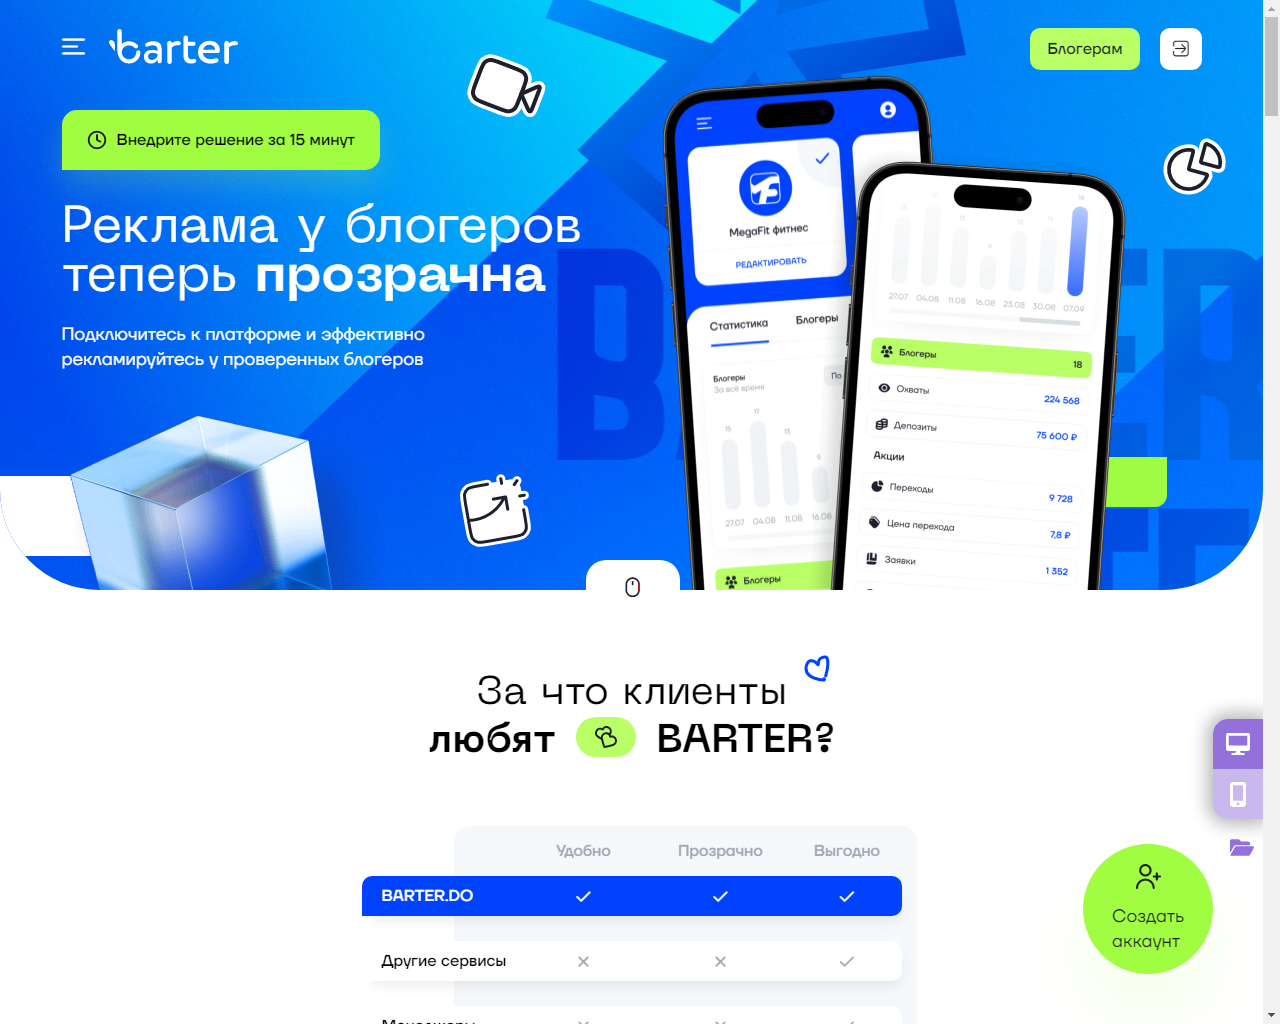 barter
Блогерам
Внедрите решение за 15 минут
Реклама у блогеров
теперь прозрачна
Подключитесь к платформе и эффективно
рекламируйтесь у проверенных блогеров
BARTER
MegaFit фитнес
РЕДАКТИРОВАТЬ
Статистика
Блогеры
Блогеры
За всё время
По
15
17
13
9
27.07
04.08
11.08
16.08
Блогеры
27.07
04.08
11.08
16.08
23.08
30.08
07.09
Блогеры
18
Охваты
224 568
Депозиты
75 600 ₽
Акции
Переходы
9 728
Цена перехода
7,8 ₽
Заявки
1 352
За что клиенты
любят BARTER?
Удобно
Прозрачно
Выгодно
BARTER.DO
Другие сервисы
Менеджеры
Создать
аккаунт